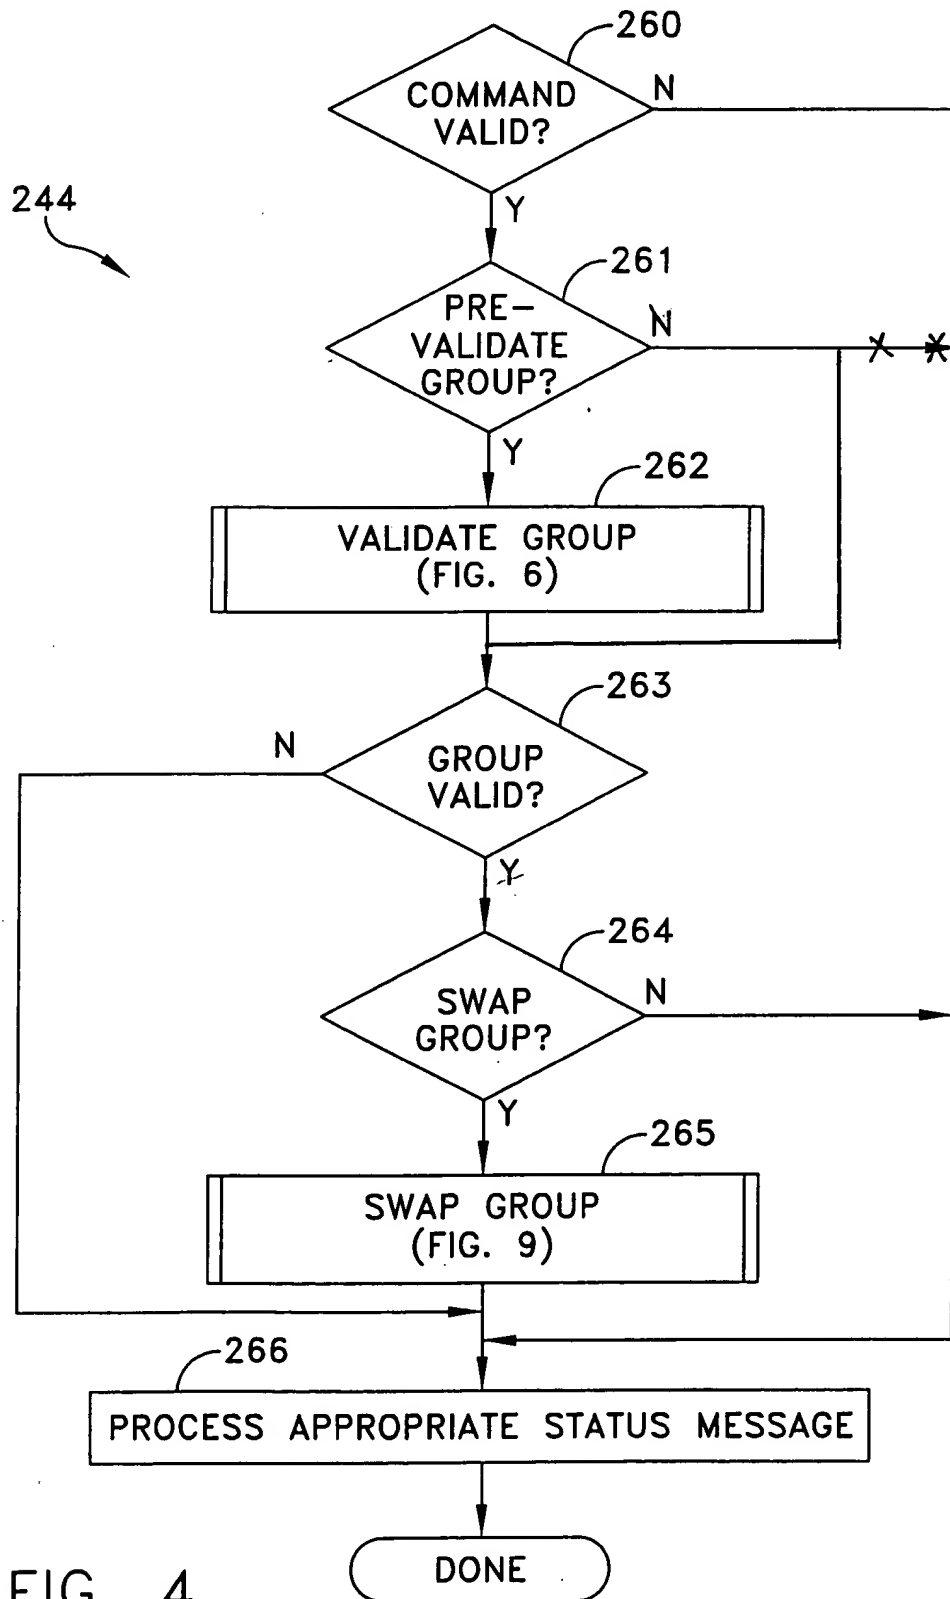 260
COMMAND
VALID?
N
Y
244
261
PRE-
VALIDATE
GROUP?
N
Y
262
VALIDATE GROUP
(FIG. 6)
263
N
GROUP
VALID?
Y
264
SWAP
GROUP?
N
Y
265
SWAP GROUP
(FIG. 9)
266
PROCESS APPROPRIATE STATUS MESSAGE
DONE
FIG. 4